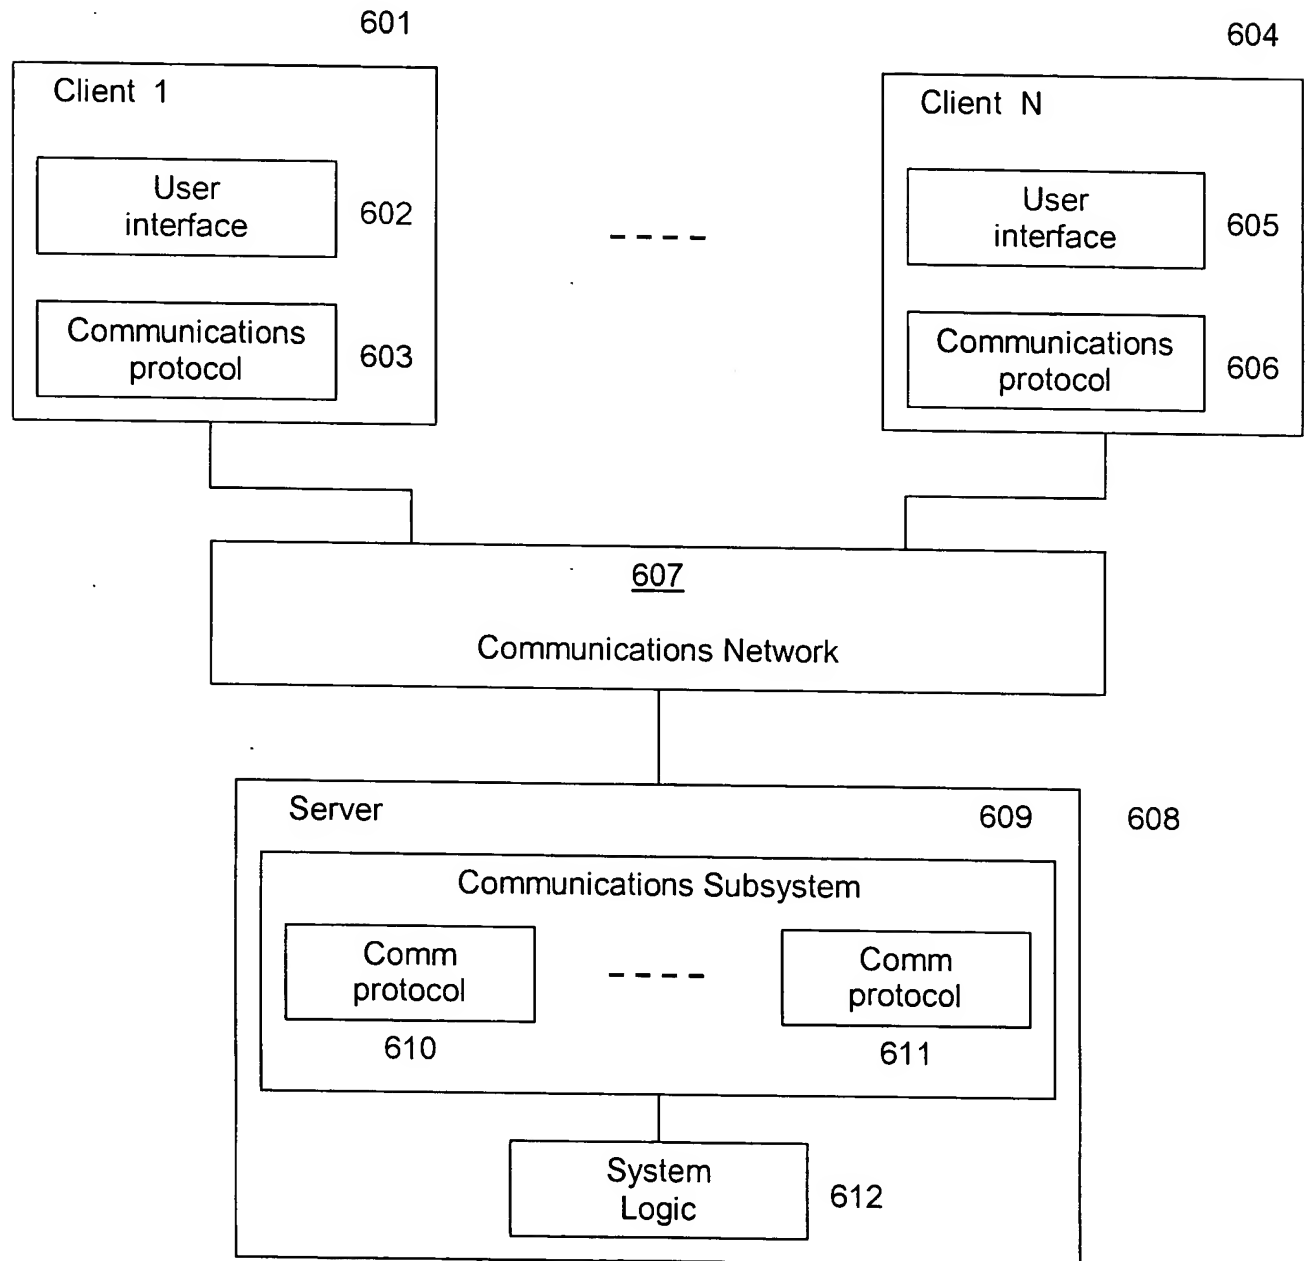 601
604
Client 1
Client N
User
interface
602
User
interface
605
Communications
protocol
603
Communications
protocol
606
607
Communications Network
Server
609
608
Communications Subsystem
Comm
protocol
Comm
protocol
610
611
System
Logic
612